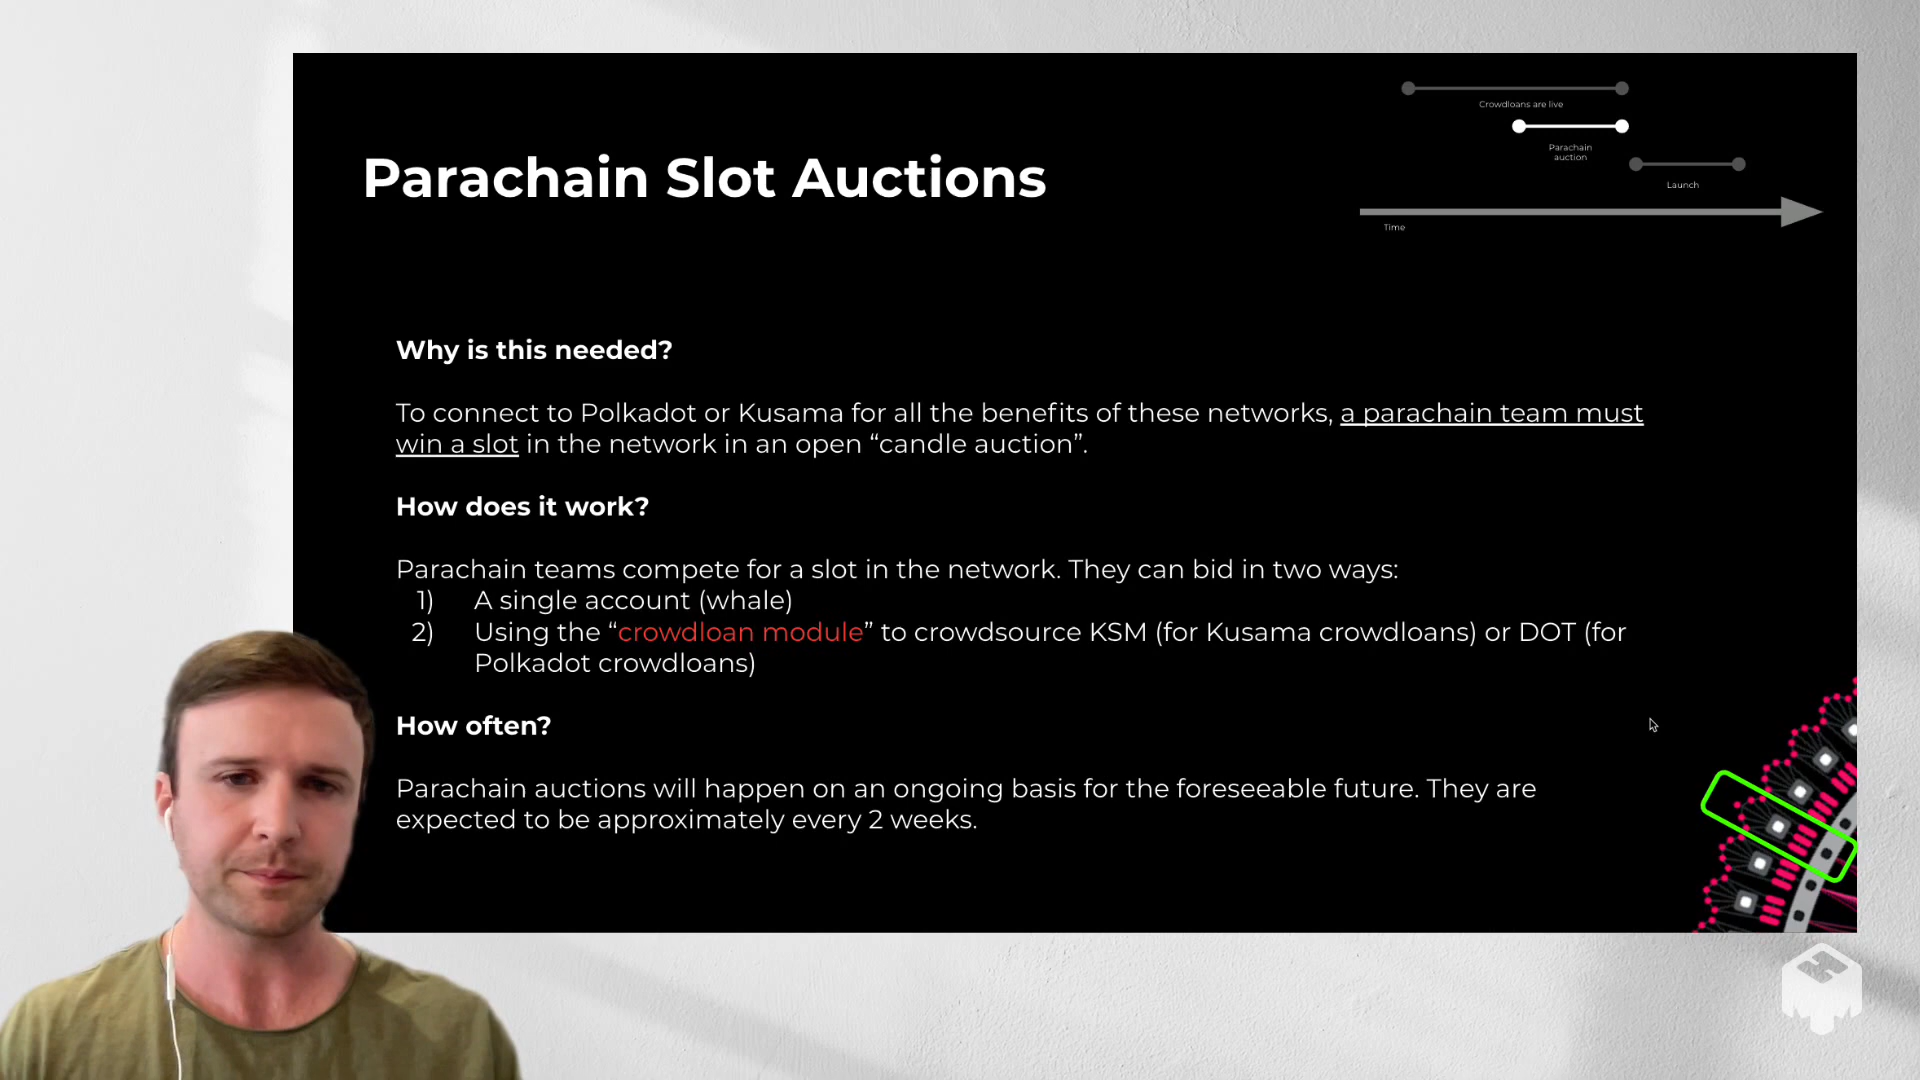 Crowdloans are live
Parachain
auction
Launch
Time
Parachain Slot Auctions
Why is this needed?
To connect to Polkadot or Kusama for all the benefits of these networks, a parachain team must
win a slot in the network in an open “candle auction”.
How does it work?
Parachain teams compete for a slot in the network. They can bid in two ways:
1) A single account (whale)
2) Using the “crowdloan module” to crowdsource KSM (for Kusama crowdloans) or DOT (for
Polkadot crowdloans)
How often?
Parachain auctions will happen on an ongoing basis for the foreseeable future. They are
expected to be approximately every 2 weeks.